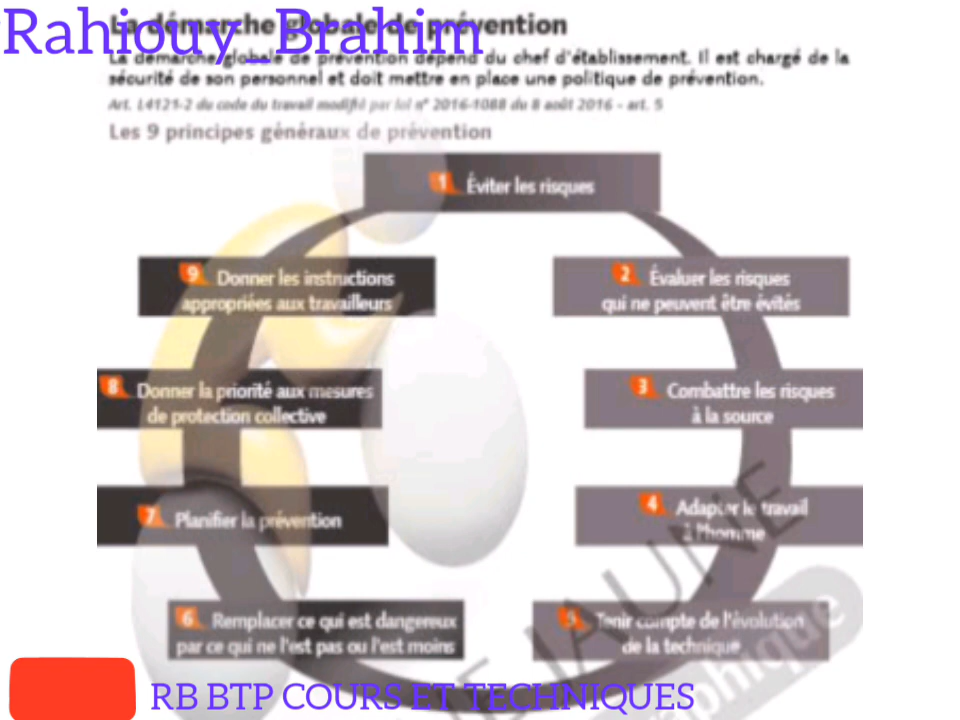 La démarche globale de prévention
Rahiouy_Brahim
La démarche globale de prévention dépend du chef d'établissement. Il est chargé de la
sécurité de son personnel et doit mettre en place une politique de prévention.
Art. L4121-2 du code du travail modifié par loi n° 2016-1088 du 8 août 2016 - art. 5
Les 9 principes généraux de prévention
1 Éviter les risques
2 Évaluer les risques
qui ne peuvent être évités
3 Combattre les risques
à la source
4 Adapter le travail
à l'homme
5 Tenir compte de l'évolution
de la technique
6 Remplacer ce qui est dangereux
par ce qui ne l'est pas ou l'est moins
7 Planifier la prévention
8 Donner la priorité aux mesures
de protection collective
9 Donner les instructions
appropriées aux travailleurs
JAUNE
RB BTP COURS ET TECHNIQUES